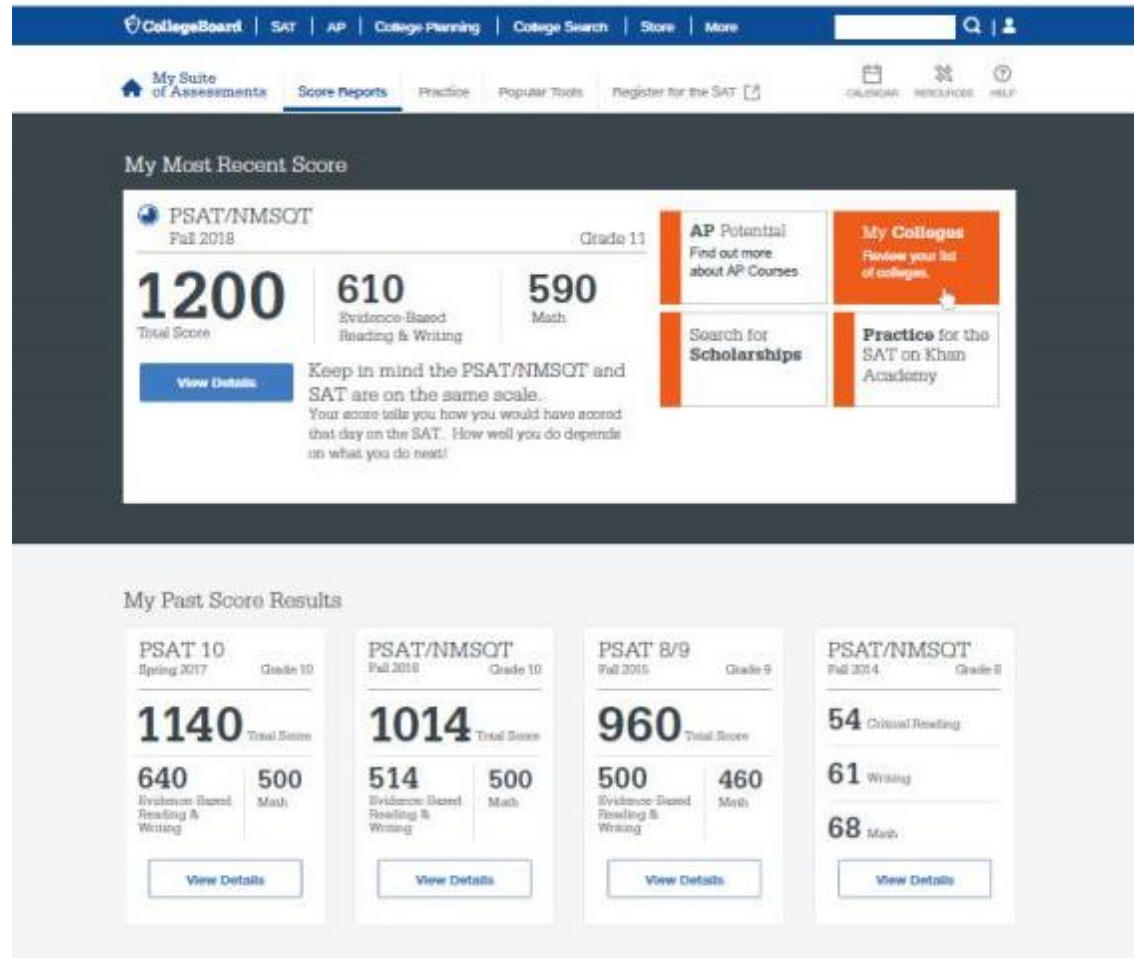 CollegeBoard | SAT | AP | College Planning | College Search | Store | More
My Suite
of Assessments
Score Reports Practice Popular Tools Register for the SAT
CALENDAR RESOURCES HELP
My Most Recent Score
PSAT/NMSQT
Fall 2018 Grade 11
1200
Total Score
610
Evidence-Based
Reading & Writing
590
Math
View Details
Keep in mind the PSAT/NMSQT and
SAT are on the same scale.
Your score tells you how you would have scored
that day on the SAT. How well you do depends
on what you do next!
AP Potential
Find out more
about AP Courses
My Colleges
Review your list
of colleges.
Search for
Scholarships
Practice for the
SAT on Khan
Academy
My Past Score Results
PSAT 10
Spring 2017 Grade 10
1140 Total Score
640
Evidence-Based
Reading &
Writing
500
Math
View Details
PSAT/NMSQT
Fall 2016 Grade 10
1014 Total Score
514
Evidence-Based
Reading &
Writing
500
Math
View Details
PSAT 8/9
Fall 2015 Grade 9
960 Total Score
500
Evidence-Based
Reading &
Writing
460
Math
View Details
PSAT/NMSQT
Fall 2014 Grade 8
54 Critical Reading
61 Writing
68 Math
View Details